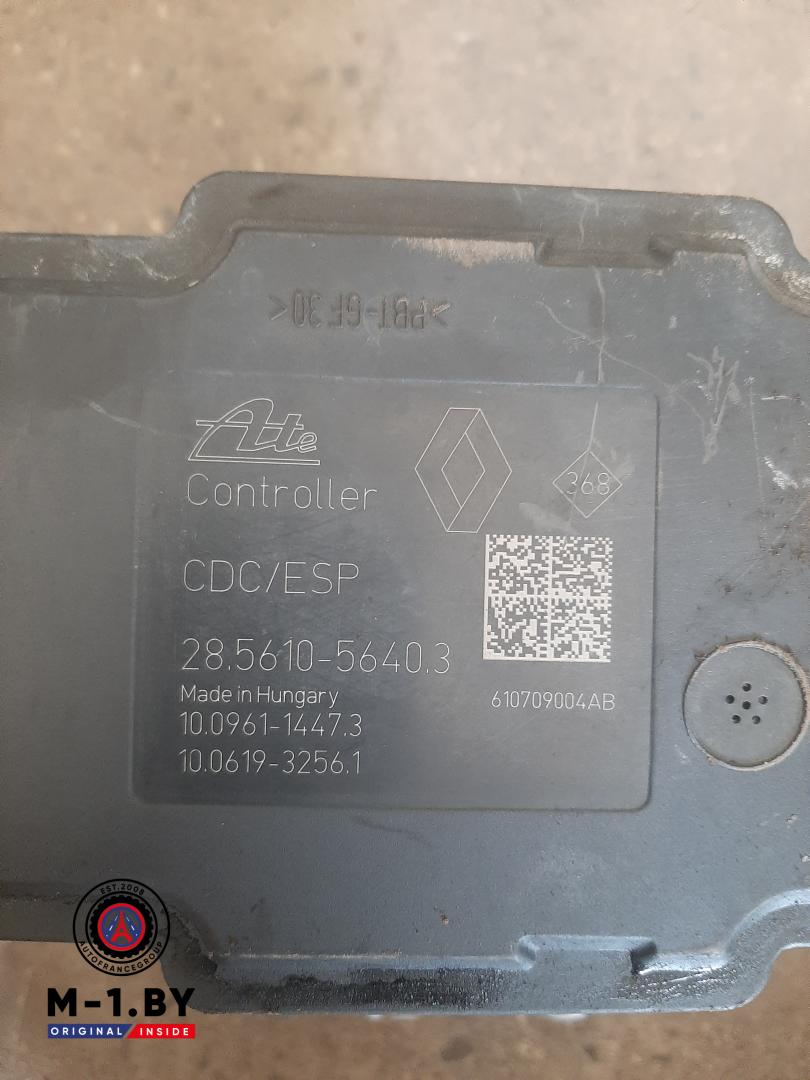 >PBT-GF30<
Ate
Controller
368
CDC/ESP
28.5610-5640.3
Made in Hungary
610709004AB
10.0961-1447.3
10.0619-3256.1
EST.2008
AUTOFRANCEGROUP
M-1.BY
ORIGINAL / INSIDE